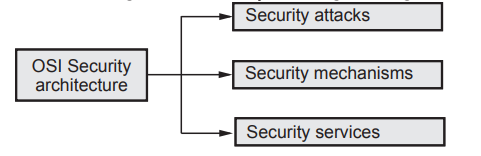 Security attacks
OSI Security
architecture
Security mechanisms
Security services